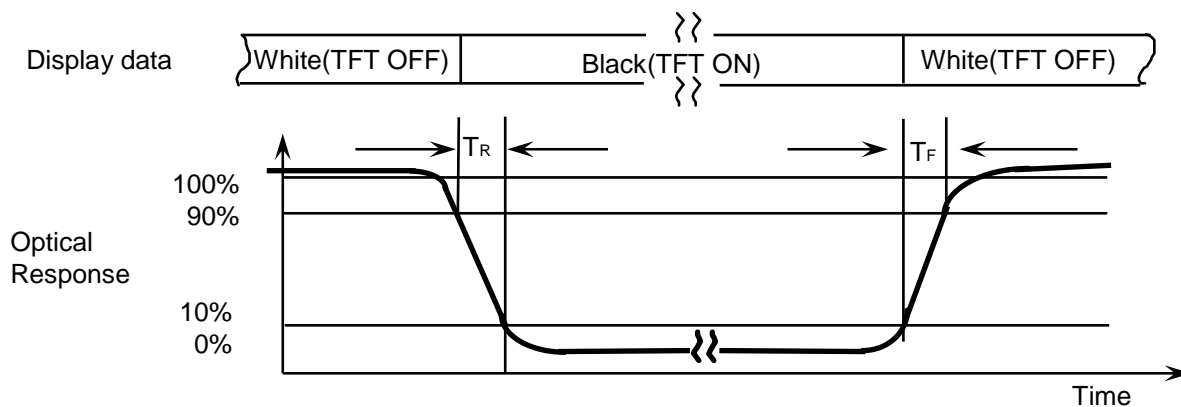 Display data
White(TFT OFF)
Black(TFT ON)
White(TFT OFF)
TR
TF
100%
90%
Optical
Response
10%
0%
Time